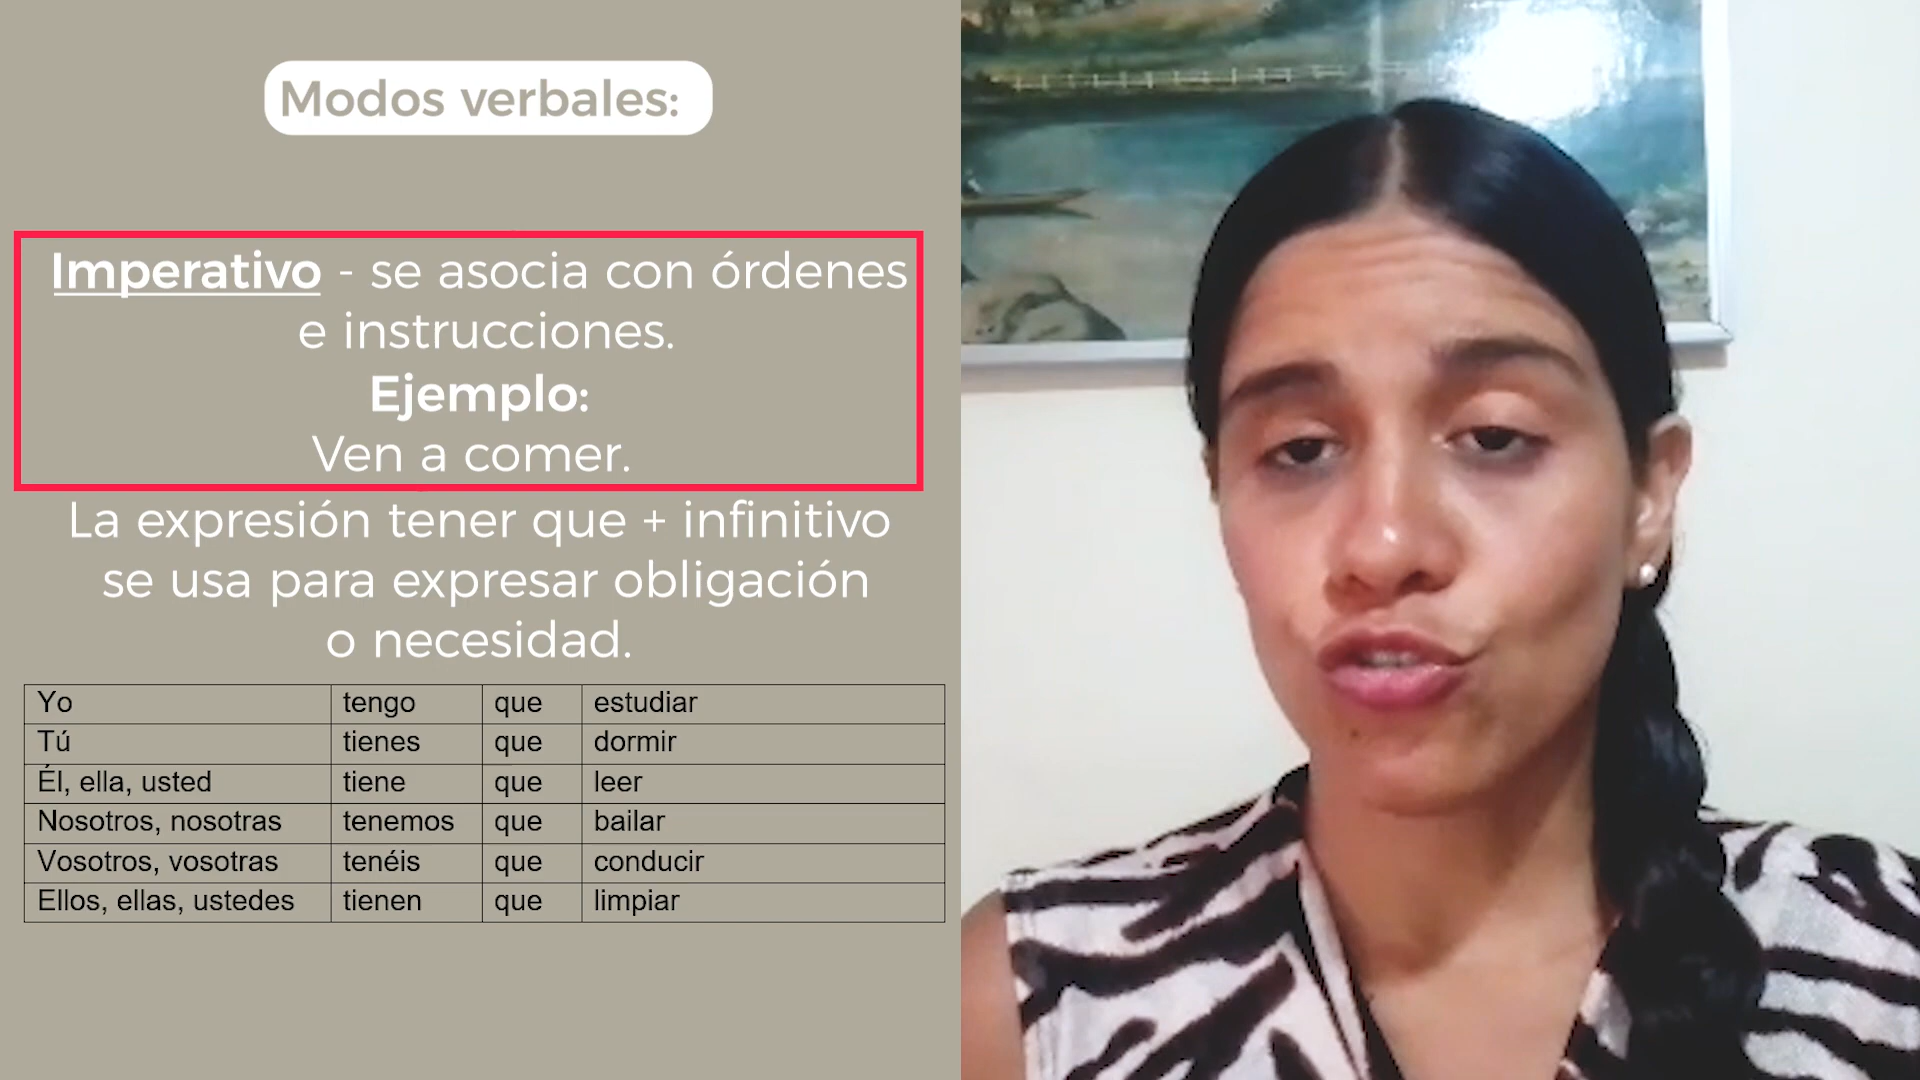 Modos verbales:
Imperativo - se asocia con órdenes
e instrucciones.
Ejemplo:
Ven a comer.
La expresión tener que + infinitivo
se usa para expresar obligación
o necesidad.
Yo tengo que estudiar
Tú tienes que dormir
Él, ella, usted tiene que leer
Nosotros, nosotras tenemos que bailar
Vosotros, vosotras tenéis que conducir
Ellos, ellas, ustedes tienen que limpiar